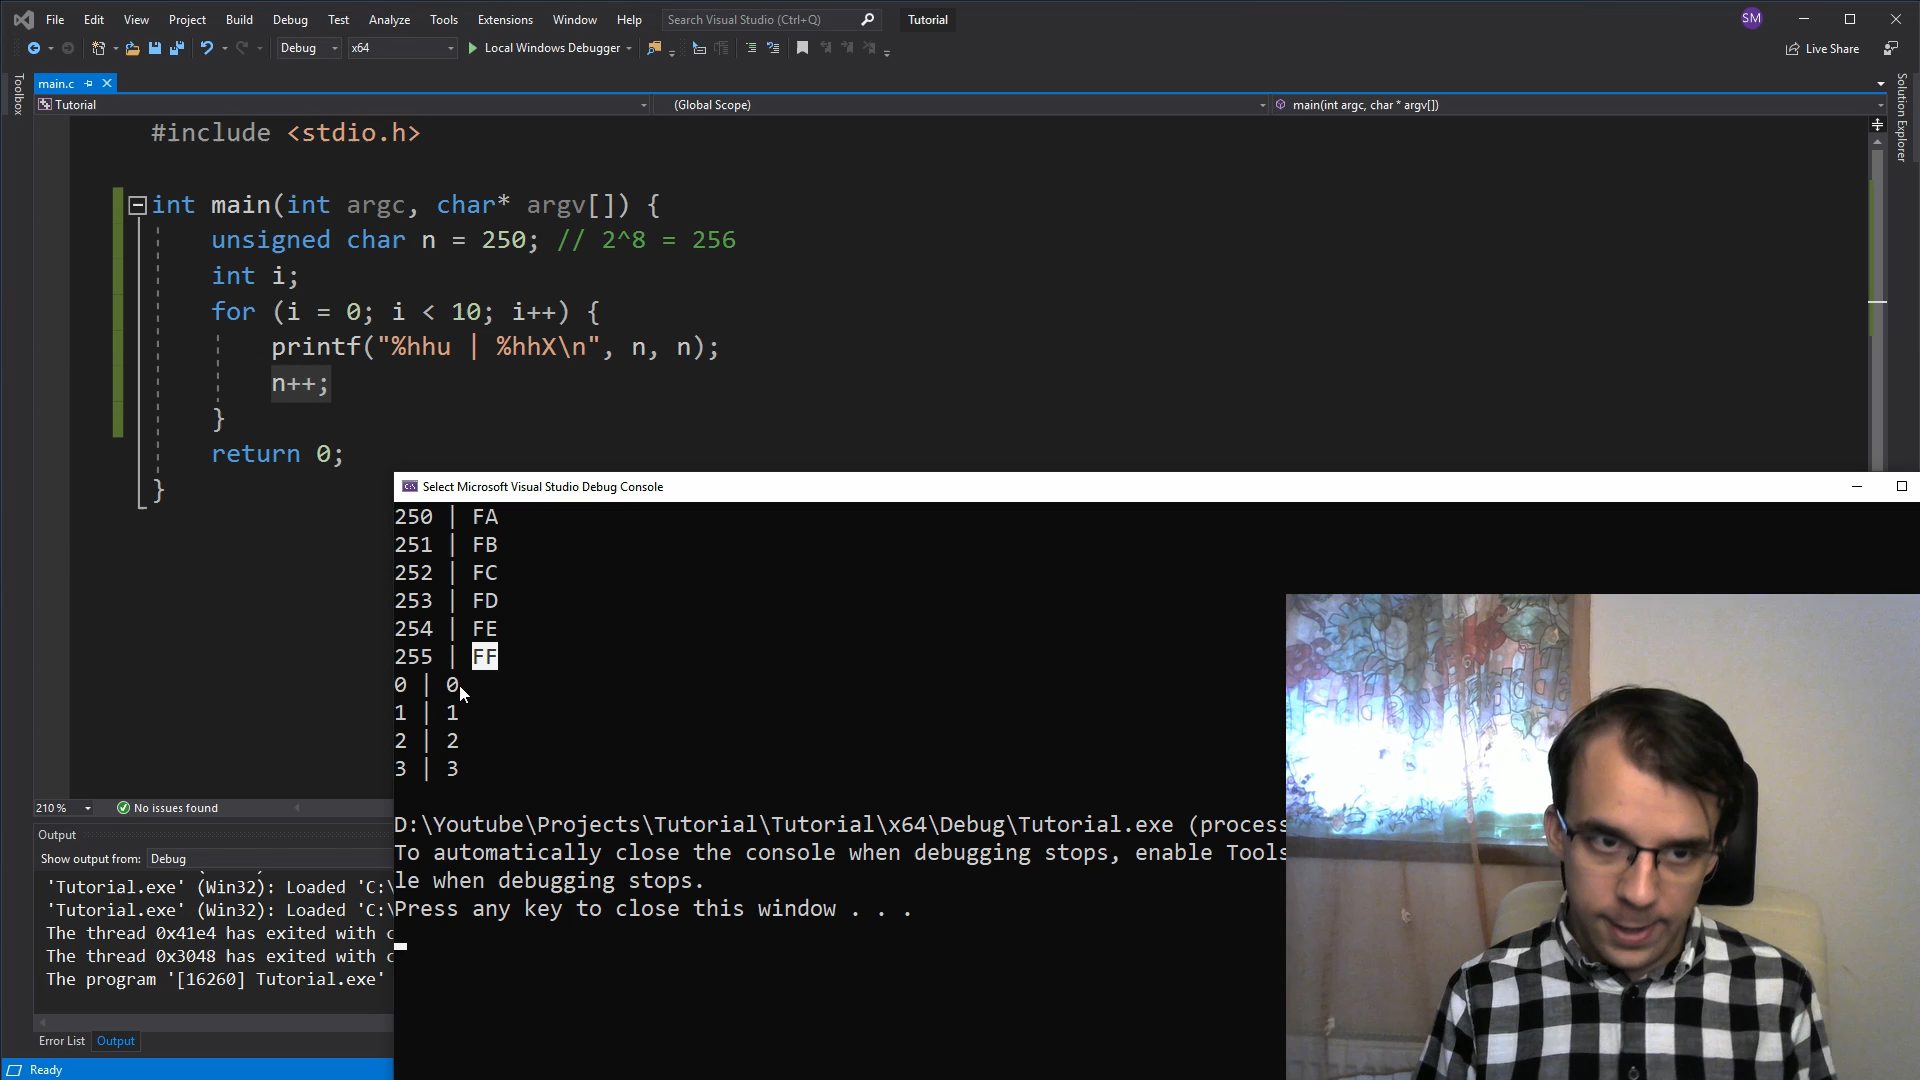 File Edit View Project Build Debug Test Analyze Tools Extensions Window Help Search Visual Studio (Ctrl+Q) Tutorial SM
Debug x64 Local Windows Debugger Live Share
Toolbox
main.c
Solution Explorer
Tutorial (Global Scope) main(int argc, char * argv[])
#include <stdio.h>
int main(int argc, char* argv[]) {
unsigned char n = 250; // 2^8 = 256
int i;
for (i = 0; i < 10; i++) {
printf("%hhu | %hhX\n", n, n);
n++;
}
return 0;
}
Select Microsoft Visual Studio Debug Console
250 | FA
251 | FB
252 | FC
253 | FD
254 | FE
255 | FF
0 | 0
1 | 1
2 | 2
3 | 3
D:\Youtube\Projects\Tutorial\Tutorial\x64\Debug\Tutorial.exe (process
To automatically close the console when debugging stops, enable Tools
le when debugging stops.
Press any key to close this window . . .
210 % No issues found
Output
Show output from: Debug
'Tutorial.exe' (Win32): Loaded 'C:\
'Tutorial.exe' (Win32): Loaded 'C:\
The thread 0x41e4 has exited with c
The thread 0x3048 has exited with c
The program '[16260] Tutorial.exe'
Error List Output
Ready